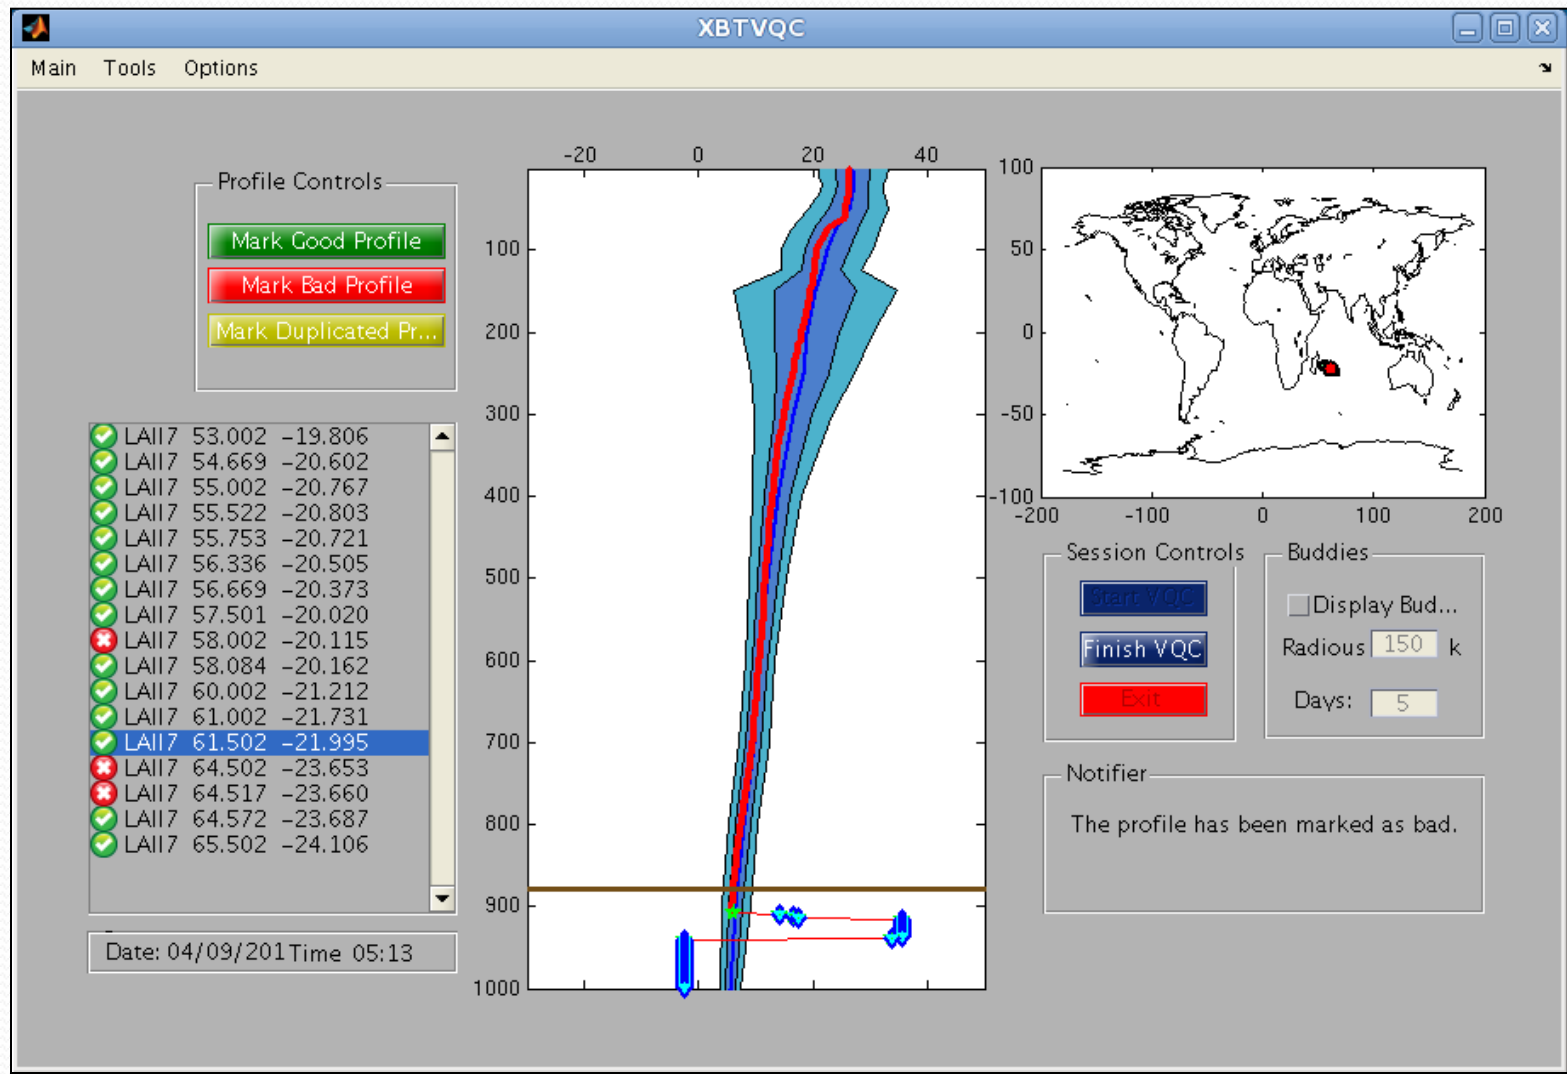 XBTVQC
Main Tools Options
Profile Controls
Mark Good Profile
Mark Bad Profile
Mark Duplicated Pr...
LAII7 53.002 -19.806
LAII7 54.669 -20.602
LAII7 55.002 -20.767
LAII7 55.522 -20.803
LAII7 55.753 -20.721
LAII7 56.336 -20.505
LAII7 56.669 -20.373
LAII7 57.501 -20.020
LAII7 58.002 -20.115
LAII7 58.084 -20.162
LAII7 60.002 -21.212
LAII7 61.002 -21.731
LAII7 61.502 -21.995
LAII7 64.502 -23.653
LAII7 64.517 -23.660
LAII7 64.572 -23.687
LAII7 65.502 -24.106
Date: 04/09/201 Time 05:13
-20 0 20 40
100
200
300
400
500
600
700
800
900
1000
100
50
0
-50
-100
-200 -100 0 100 200
Session Controls
Start VQC
Finish VQC
Exit
Buddies
Display Bud...
Radious 150 k
Days: 5
Notifier
The profile has been marked as bad.